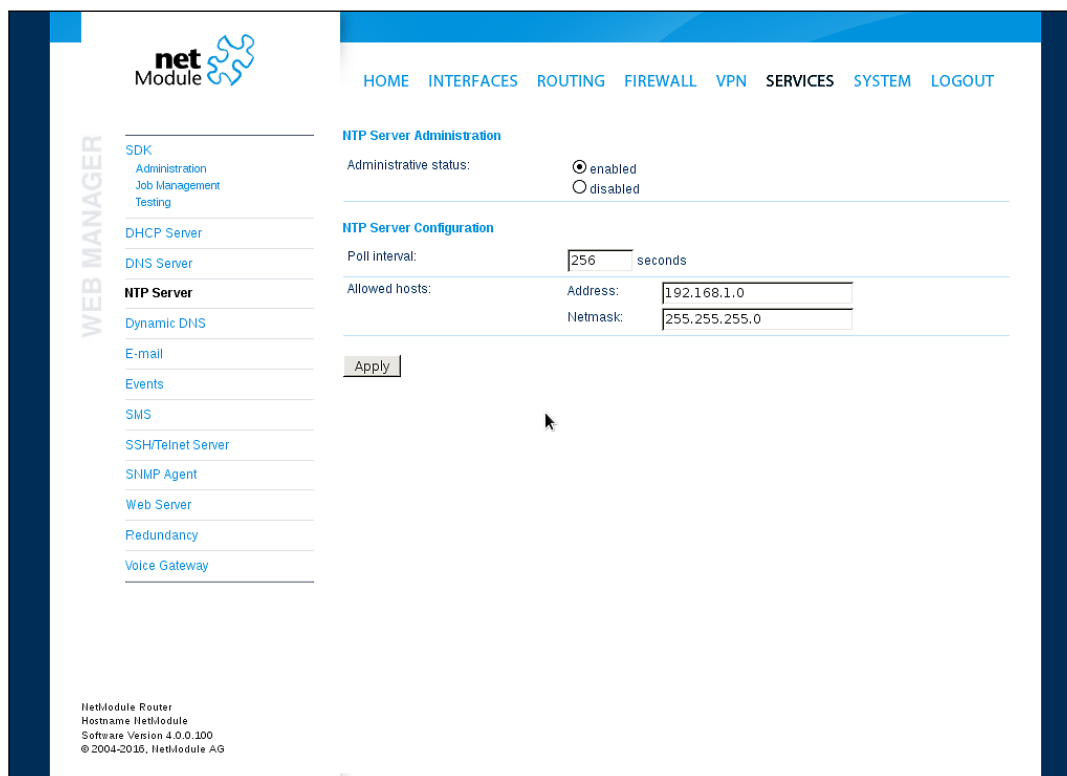 net
Module
HOME INTERFACES ROUTING FIREWALL VPN SERVICES SYSTEM LOGOUT
WEB MANAGER
SDK
Administration
Job Management
Testing
DHCP Server
DNS Server
NTP Server
Dynamic DNS
E-mail
Events
SMS
SSH/Telnet Server
SNMP Agent
Web Server
Redundancy
Voice Gateway
NTP Server Administration
Administrative status:
enabled
disabled
NTP Server Configuration
Poll interval: 256 seconds
Allowed hosts: Address: 192.168.1.0
Netmask: 255.255.255.0
Apply
NetModule Router
Hostname NetModule
Software Version 4.0.0.100
© 2004-2016, NetModule AG